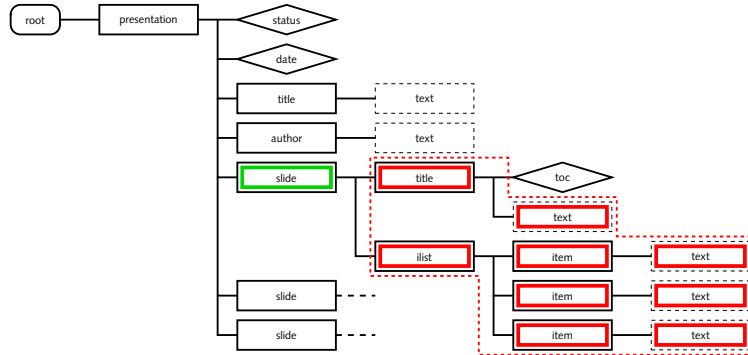 root presentation status
date
title text
author text
slide title toc
text
ilist item text
slide item text
slide item text